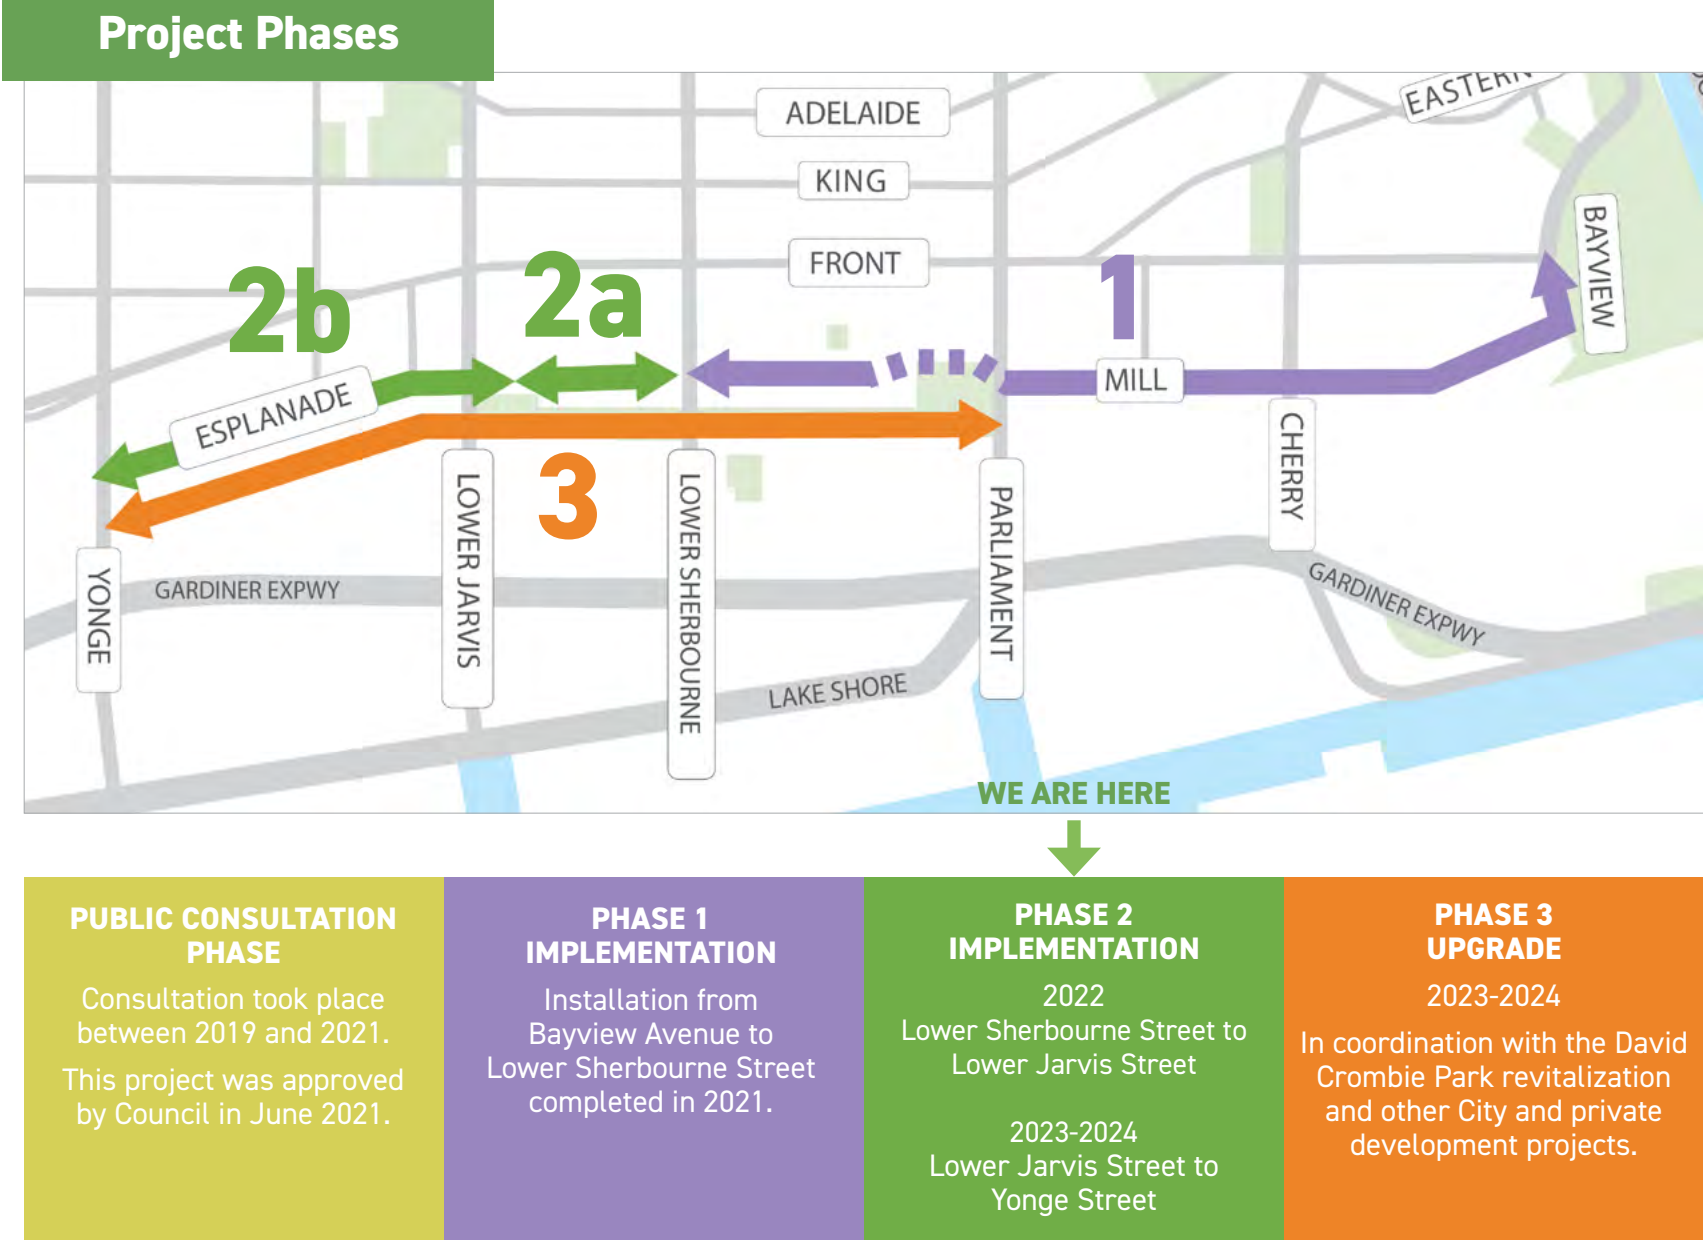 Project Phases
ADELAIDE
EASTERN
KING
BAYVIEW
FRONT
2b
2a
1
MILL
ESPLANADE
CHERRY
3
LOWER JARVIS
LOWER SHERBOURNE
PARLIAMENT
YONGE
GARDINER EXPWY
GARDINER EXPWY
LAKE SHORE
WE ARE HERE
PUBLIC CONSULTATION
PHASE
Consultation took place
between 2019 and 2021.
This project was approved
by Council in June 2021.
PHASE 1
IMPLEMENTATION
Installation from
Bayview Avenue to
Lower Sherbourne Street
completed in 2021.
PHASE 2
IMPLEMENTATION
2022
Lower Sherbourne Street to
Lower Jarvis Street
2023-2024
Lower Jarvis Street to
Yonge Street
PHASE 3
UPGRADE
2023-2024
In coordination with the David
Crombie Park revitalization
and other City and private
development projects.